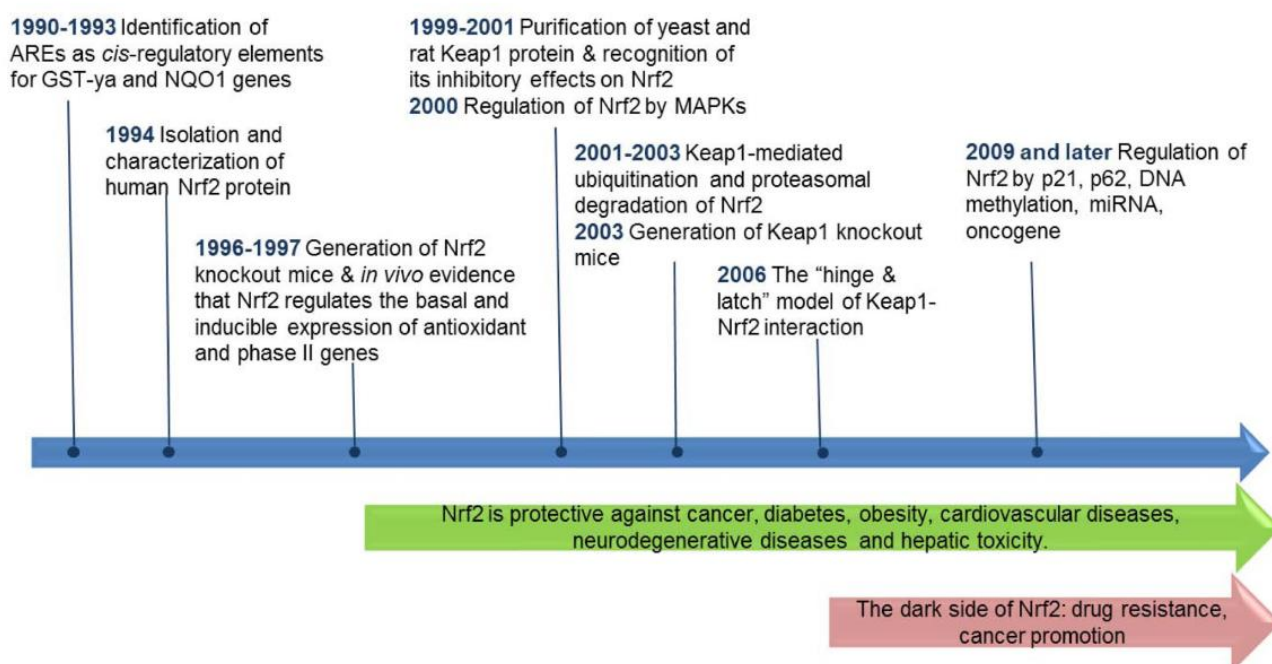 1990-1993 Identification of
AREs as cis-regulatory elements
for GST-ya and NQO1 genes
1994 Isolation and
characterization of
human Nrf2 protein
1996-1997 Generation of Nrf2
knockout mice & in vivo evidence
that Nrf2 regulates the basal and
inducible expression of antioxidant
and phase II genes
1999-2001 Purification of yeast and
rat Keap1 protein & recognition of
its inhibitory effects on Nrf2
2000 Regulation of Nrf2 by MAPKs
2001-2003 Keap1-mediated
ubiquitination and proteasomal
degradation of Nrf2
2003 Generation of Keap1 knockout
mice
2006 The “hinge &
latch” model of Keap1-
Nrf2 interaction
2009 and later Regulation of
Nrf2 by p21, p62, DNA
methylation, miRNA,
oncogene
Nrf2 is protective against cancer, diabetes, obesity, cardiovascular diseases,
neurodegenerative diseases and hepatic toxicity.
The dark side of Nrf2: drug resistance,
cancer promotion